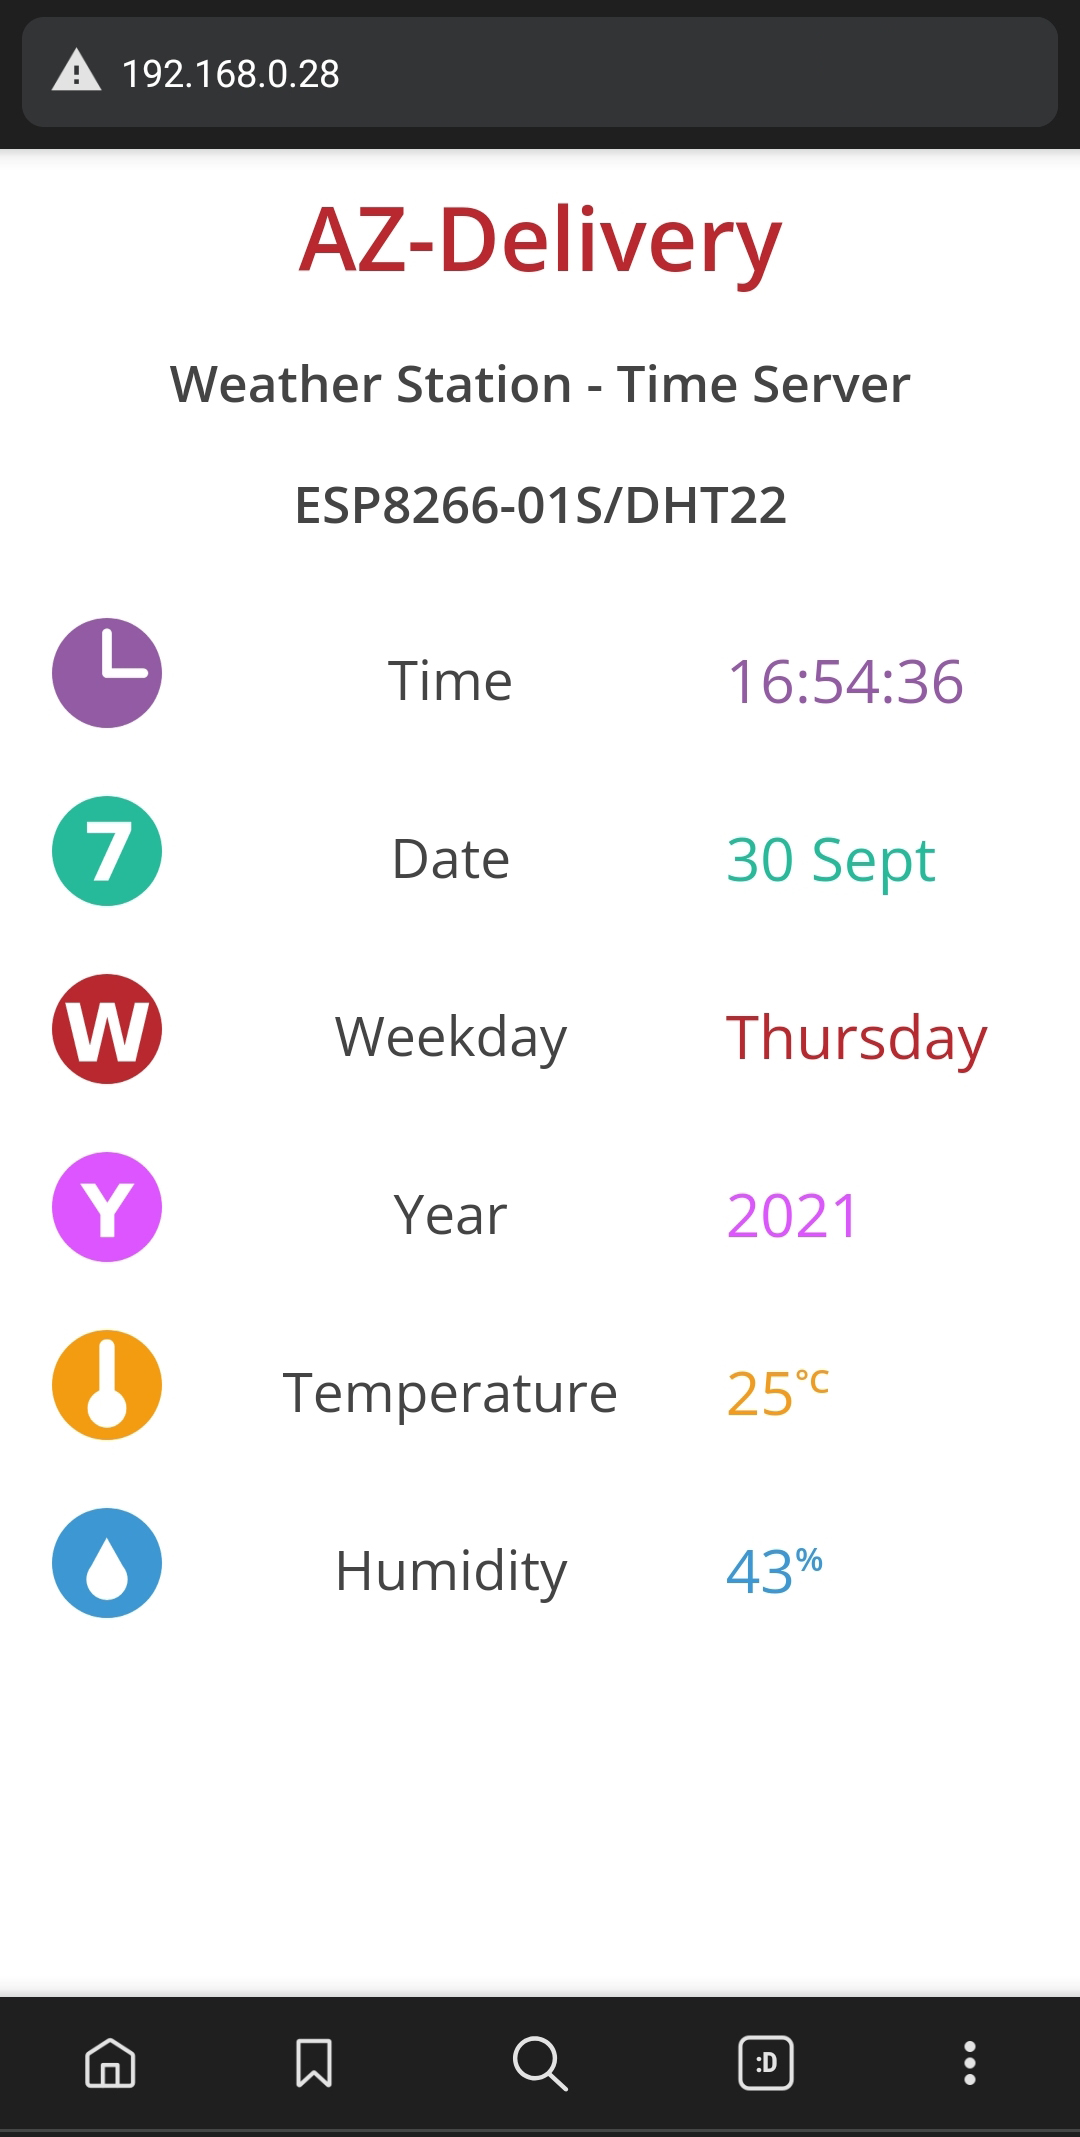 192.168.0.28
AZ-Delivery
Weather Station - Time Server
ESP8266-01S/DHT22
Time 16:54:36
7 Date 30 Sept
W Weekday Thursday
Y Year 2021
Temperature 25°C
Humidity 43%
:D